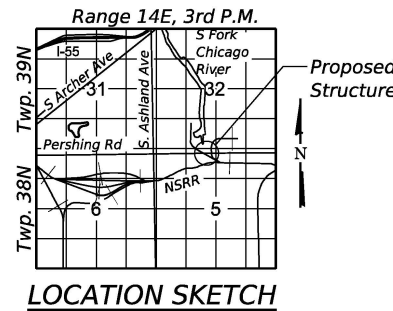 Range 14E, 3rd P.M.
Twp. 39N
I-55
S Archer Ave
31
S. Ashland Ave
S Fork
Chicago
River
32
Proposed
Structure
Pershing Rd
N
Twp. 38N
NSRR
6
5
LOCATION SKETCH